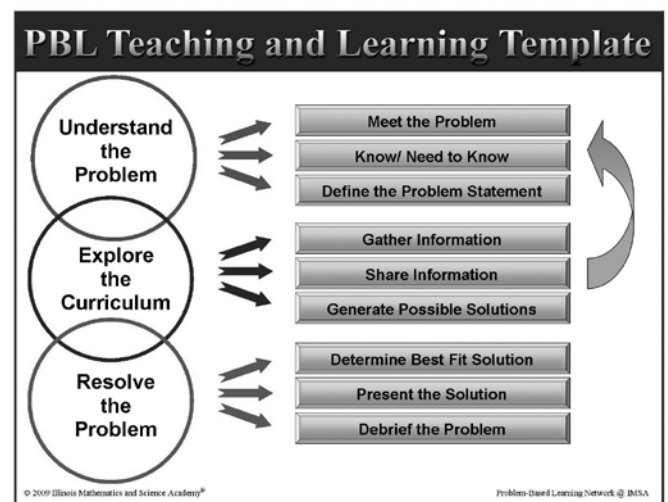 PBL Teaching and Learning Template
Understand
the
Problem
Meet the Problem
Know/ Need to Know
Define the Problem Statement
Explore
the
Curriculum
Gather Information
Share Information
Generate Possible Solutions
Resolve
the
Problem
Determine Best Fit Solution
Present the Solution
Debrief the Problem
© 2009 Illinois Mathematics and Science Academy®
Problem-Based Learning Network @ IMSA